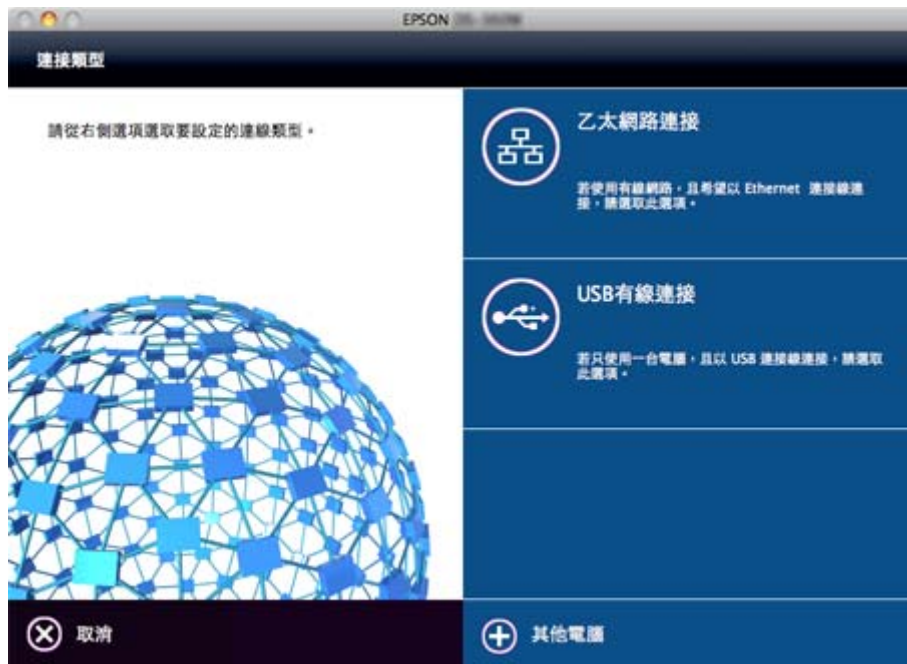 EPSON
連接類型
請從右側選項選取要設定的連線類型。
乙太網路連接
若使用有線網路,且希望以 Ethernet 連接線連
接,請選取此選項。
USB有線連接
若只使用一台電腦,且以 USB 連接線連接,請選取
此選項。
取消
其他電腦